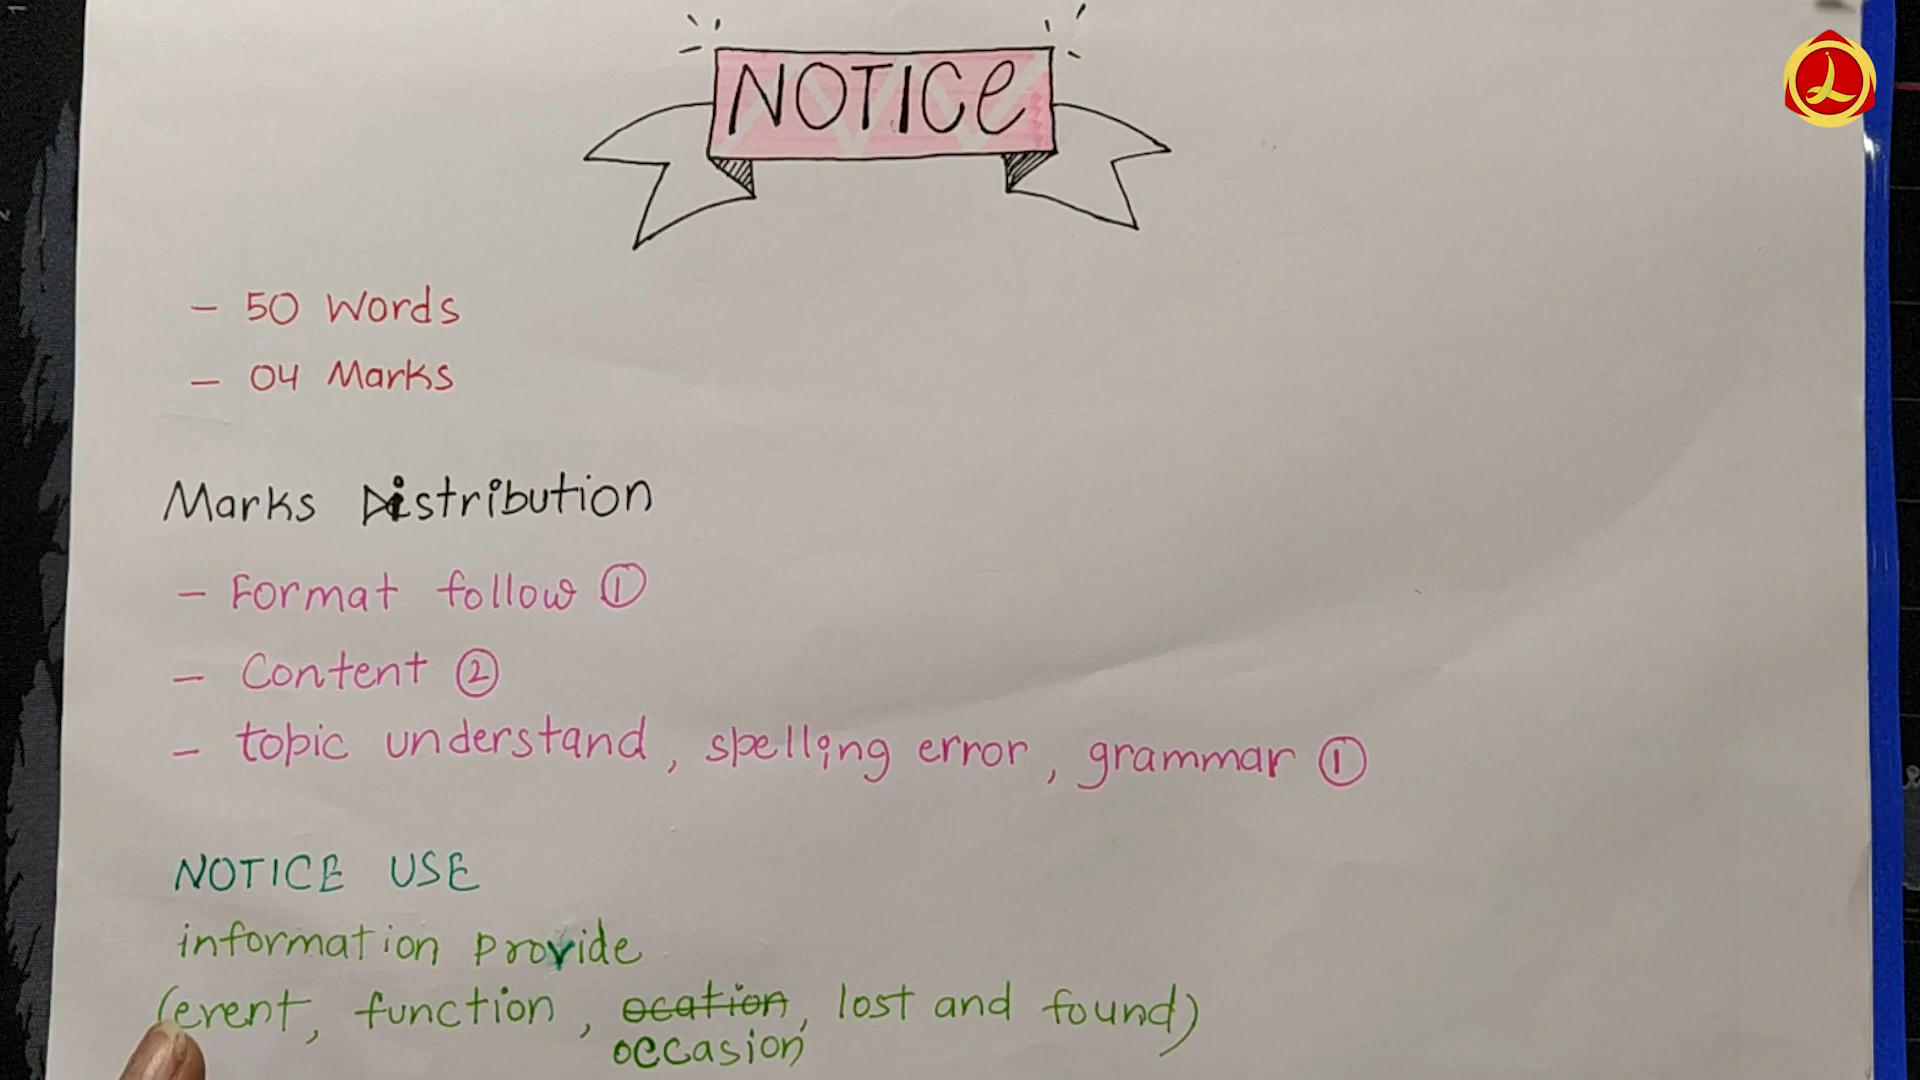 NOTICE
- 50 Words
- 04 Marks
Marks Distribution
- Format follow ①
- Content ②
- topic understand, spelling error, grammar ①
NOTICE USE
information provide
(event, function, ocation, lost and found)
occasion